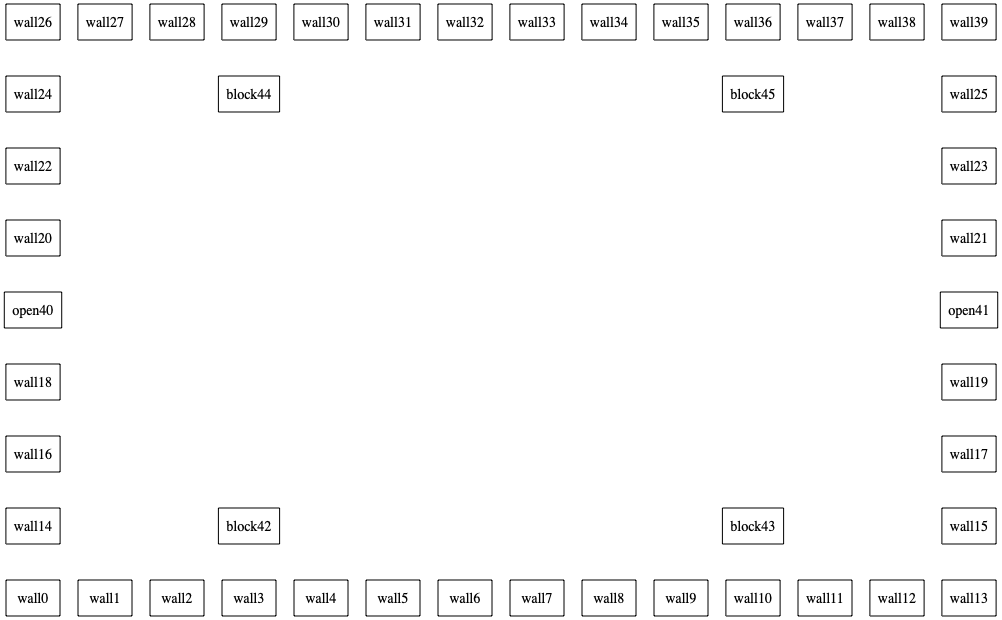 wall26 wall27 wall28 wall29 wall30 wall31 wall32 wall33 wall34 wall35 wall36 wall37 wall38 wall39
wall24 block44 block45 wall25
wall22 wall23
wall20 wall21
open40 open41
wall18 wall19
wall16 wall17
wall14 block42 block43 wall15
wall0 wall1 wall2 wall3 wall4 wall5 wall6 wall7 wall8 wall9 wall10 wall11 wall12 wall13